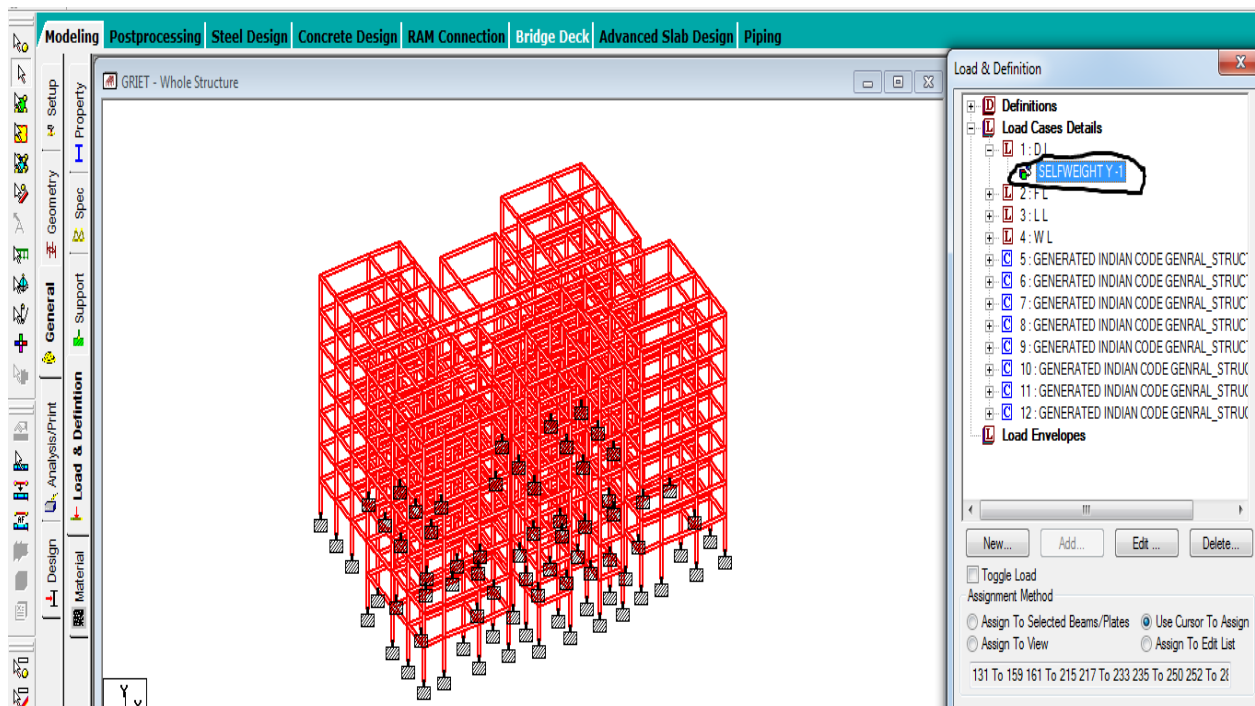 Modeling Postprocessing Steel Design Concrete Design RAM Connection Bridge Deck Advanced Slab Design Piping
Setup
Geometry
General
Analysis/Print
Design
Property
Spec
Support
Load & Defintion
Material
GRIET - Whole Structure
Y
Load & Definition
X
D Definitions
L Load Cases Details
L 1 : D L
SELFWEIGHT Y -1
L 2 : F L
L 3 : L L
L 4 : W L
C 5 : GENERATED INDIAN CODE GENRAL_STRUCT
C 6 : GENERATED INDIAN CODE GENRAL_STRUCT
C 7 : GENERATED INDIAN CODE GENRAL_STRUCT
C 8 : GENERATED INDIAN CODE GENRAL_STRUCT
C 9 : GENERATED INDIAN CODE GENRAL_STRUCT
C 10 : GENERATED INDIAN CODE GENRAL_STRU
C 11 : GENERATED INDIAN CODE GENRAL_STRU
C 12 : GENERATED INDIAN CODE GENRAL_STRU
L Load Envelopes
New... Add... Edit ... Delete...
Toggle Load
Assignment Method
Assign To Selected Beams/Plates Use Cursor To Assign
Assign To View Assign To Edit List
131 To 159 161 To 215 217 To 233 235 To 250 252 To